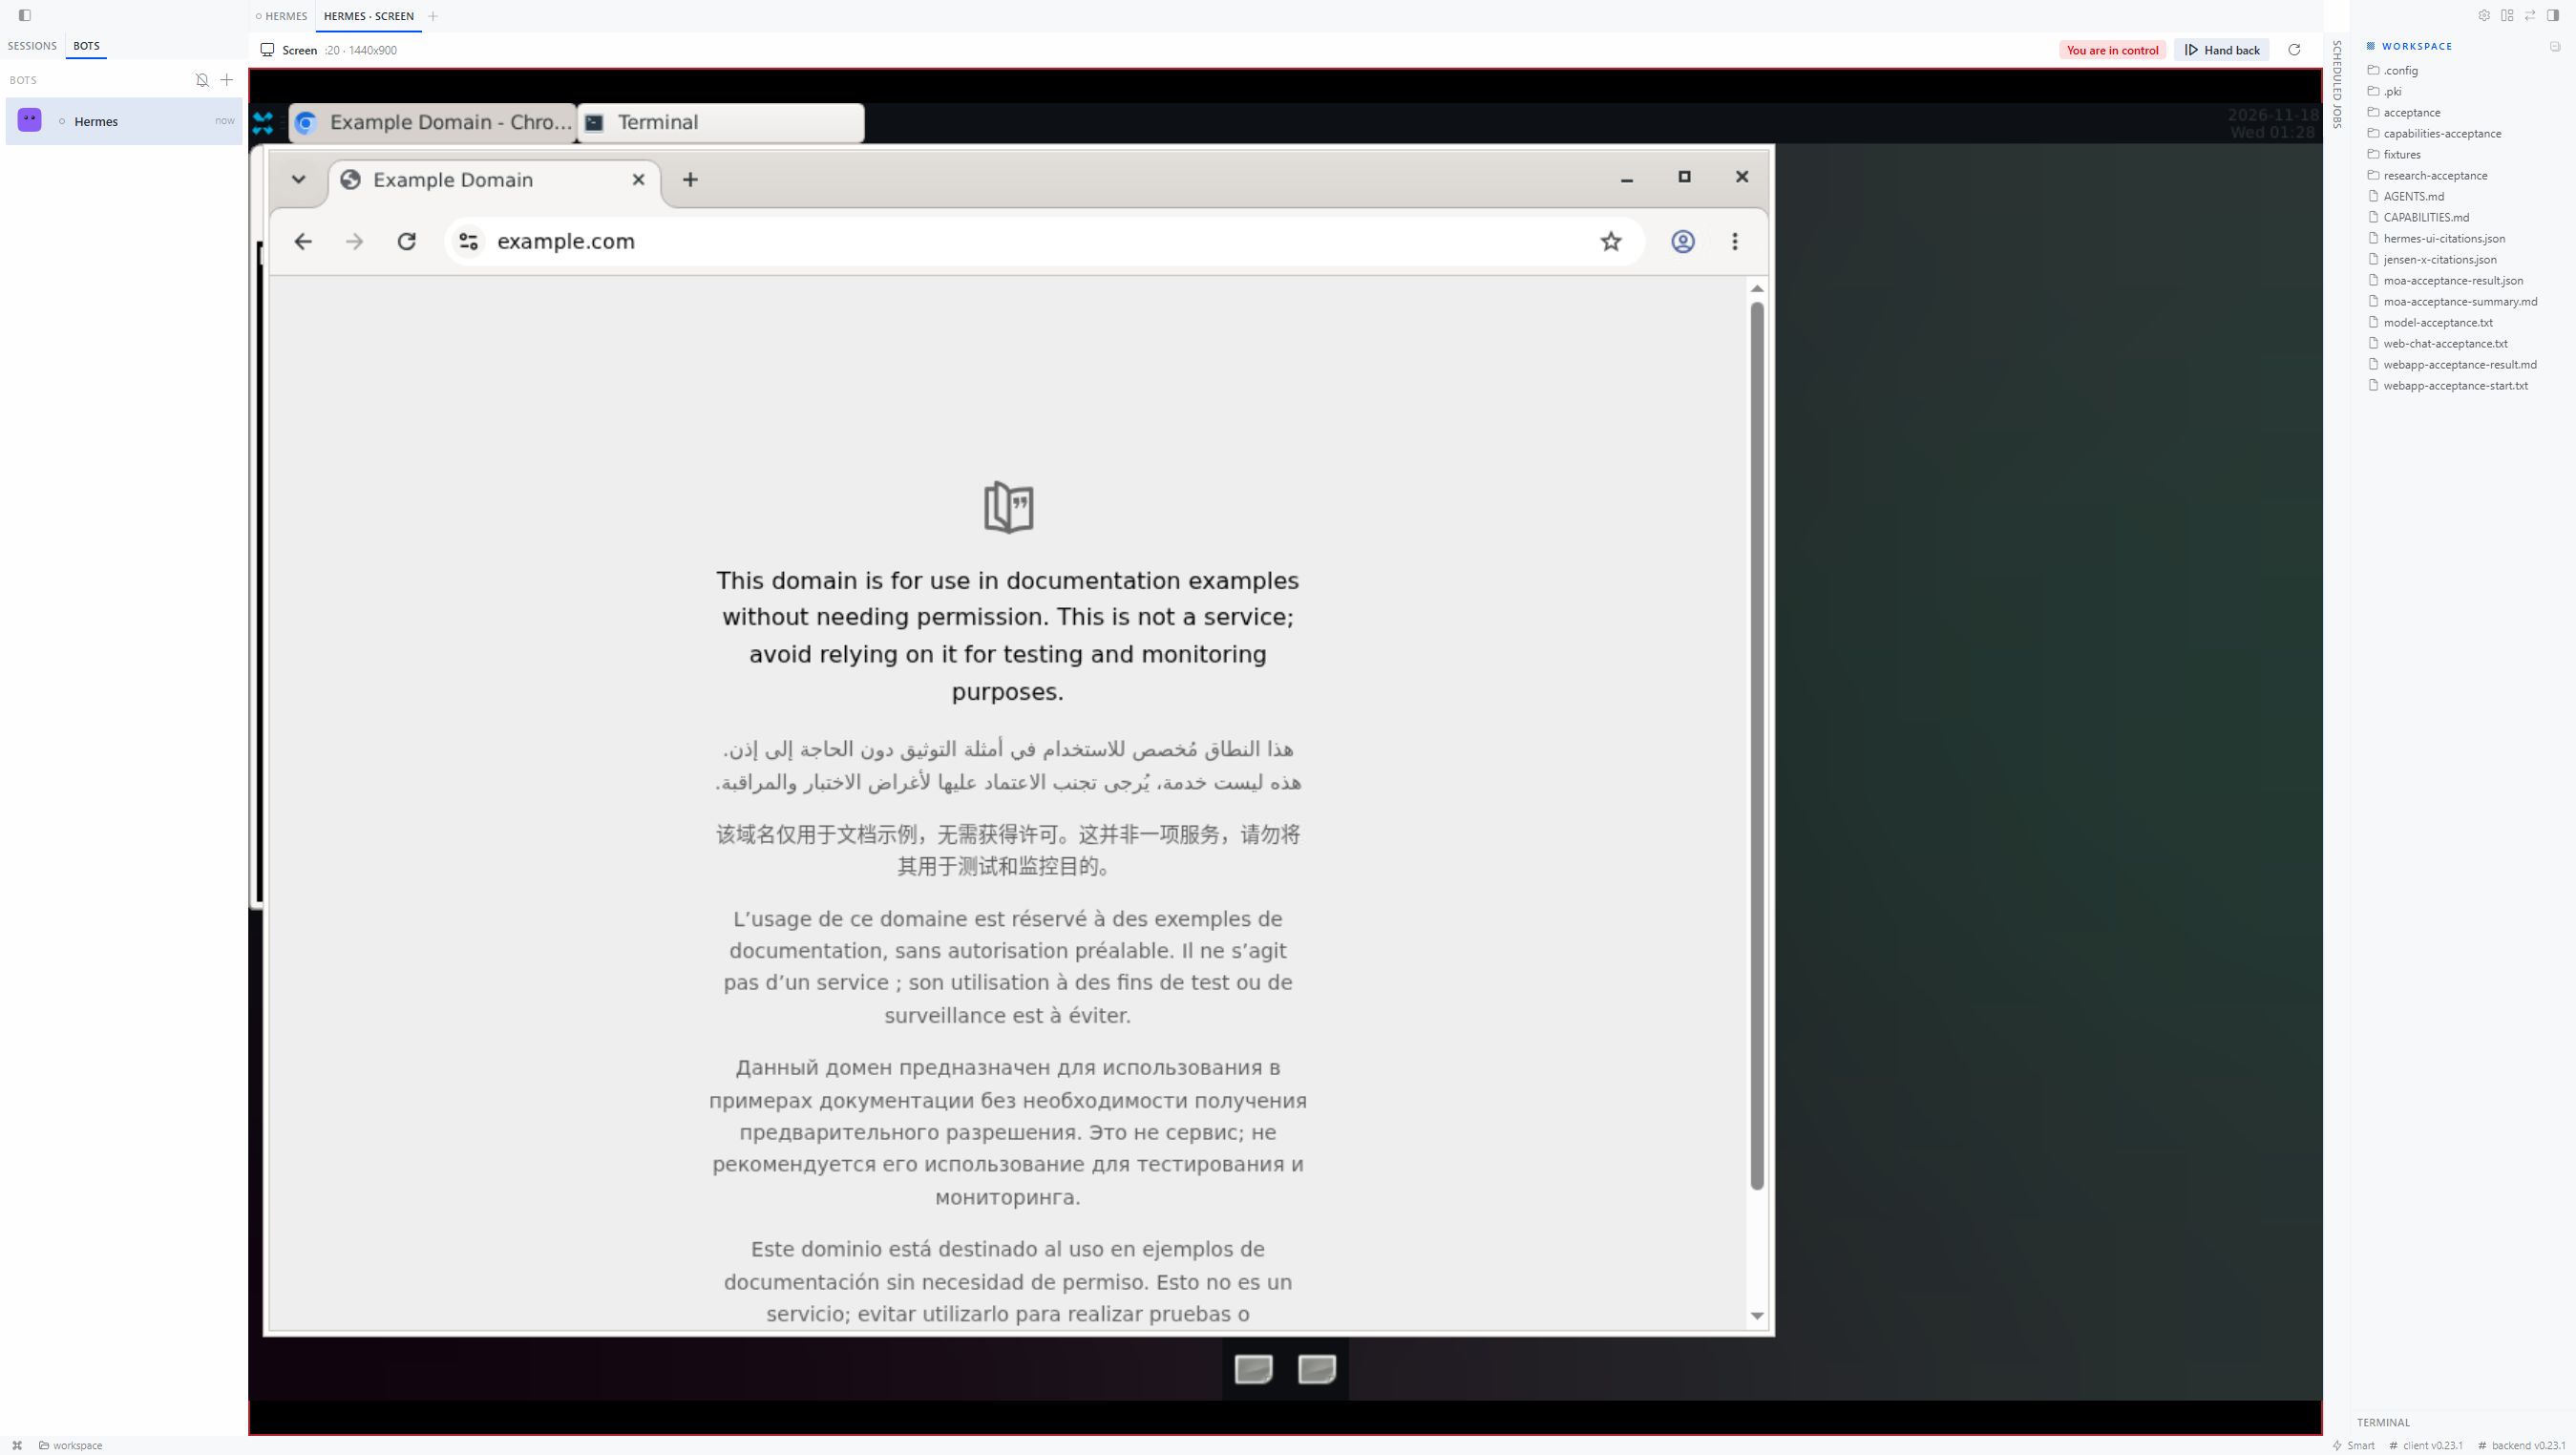 HERMES
HERMES · SCREEN
SESSIONS
BOTS
Screen :20 · 1440x900
You are in control
Hand back
BOTS
Hermes
now
Example Domain - Chro...
Terminal
2026-11-18
Wed 01:28
Example Domain
example.com
This domain is for use in documentation examples
without needing permission. This is not a service;
avoid relying on it for testing and monitoring
purposes.
هذا النطاق مُخصص للاستخدام في أمثلة التوثيق دون الحاجة إلى إذن.
هذه ليست خدمة، يُرجى تجنب الاعتماد عليها لأغراض الاختبار والمراقبة.
该域名仅用于文档示例，无需获得许可。这并非一项服务，请勿将
其用于测试和监控目的。
L’usage de ce domaine est réservé à des exemples de
documentation, sans autorisation préalable. Il ne s’agit
pas d’un service ; son utilisation à des fins de test ou de
surveillance est à éviter.
Данный домен предназначен для использования в
примерах документации без необходимости получения
предварительного разрешения. Это не сервис; не
рекомендуется его использование для тестирования и
мониторинга.
Este dominio está destinado al uso en ejemplos de
documentación sin necesidad de permiso. Esto no es un
servicio; evitar utilizarlo para realizar pruebas o
SCHEDULED JOBS
WORKSPACE
.config
.pki
acceptance
capabilities-acceptance
fixtures
research-acceptance
AGENTS.md
CAPABILITIES.md
hermes-ui-citations.json
jensen-x-citations.json
moa-acceptance-result.json
moa-acceptance-summary.md
model-acceptance.txt
web-chat-acceptance.txt
webapp-acceptance-result.md
webapp-acceptance-start.txt
TERMINAL
workspace
Smart
# client v0.23.1
# backend v0.23.1